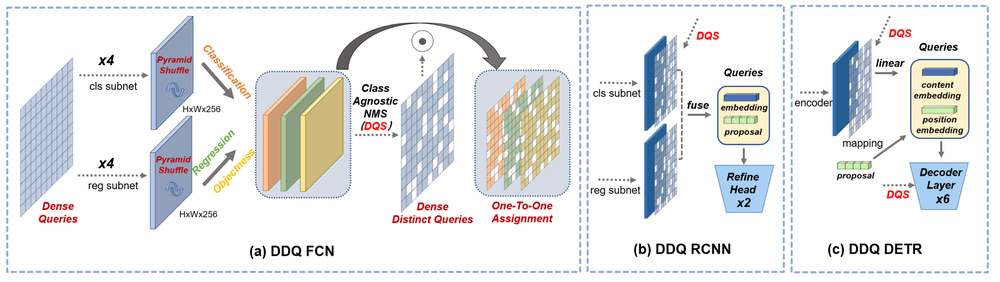 x4
cls subnet
Pyramid
Shuffle
HxWx256
Classification
x4
reg subnet
Pyramid
Shuffle
HxWx256
Regression
Objectness
Dense
Queries
Class
Agnostic
NMS
(DQS)
Dense
Distinct Queries
One-To-One
Assignment
(a) DDQ FCN
DQS
cls subnet
reg subnet
fuse
Queries
embedding
proposal
Refine
Head
x2
(b) DDQ RCNN
DQS
encoder
linear
mapping
proposal
Queries
content
embedding
position
embedding
DQS
Decoder
Layer
x6
(c) DDQ DETR